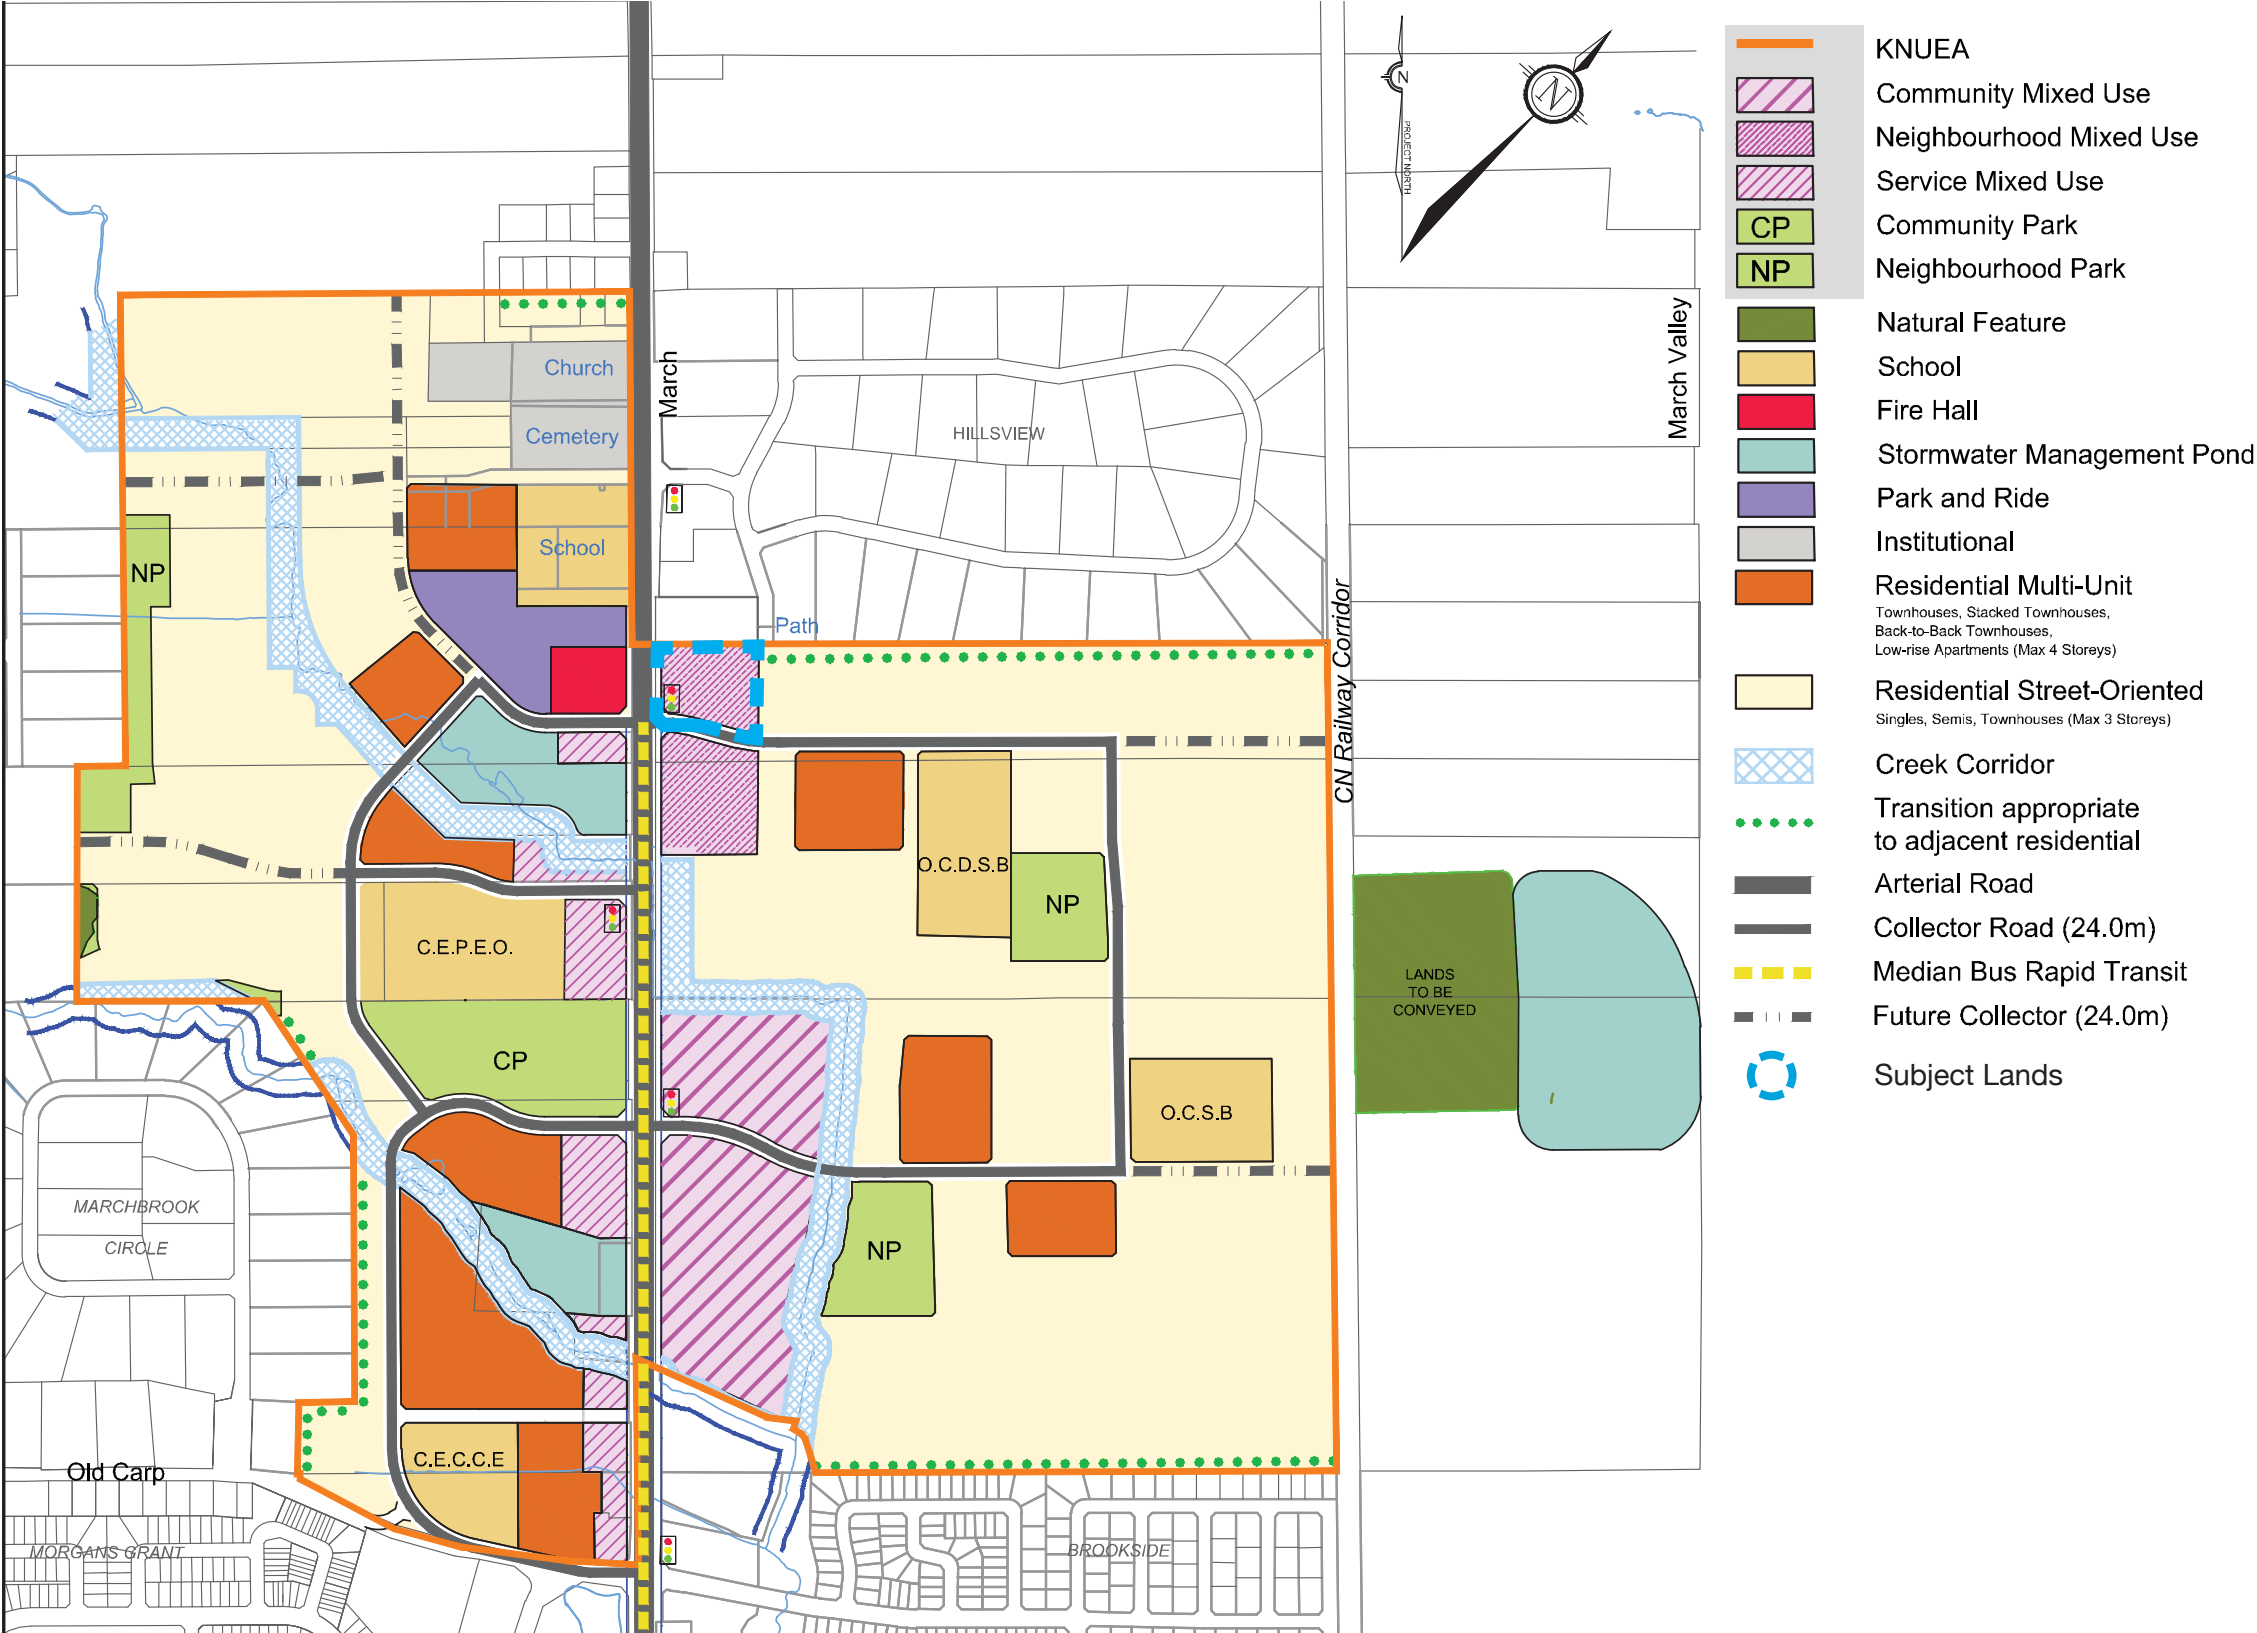 KNUEA
Community Mixed Use
Neighbourhood Mixed Use
Service Mixed Use
CP
Community Park
NP
Neighbourhood Park
Natural Feature
School
Fire Hall
Stormwater Management Pond
Park and Ride
Institutional
Residential Multi-Unit
Townhouses, Stacked Townhouses,
Back-to-Back Townhouses,
Low-rise Apartments (Max 4 Storeys)
Residential Street-Oriented
Singles, Semis, Townhouses (Max 3 Storeys)
Creek Corridor
Transition appropriate
to adjacent residential
Arterial Road
Collector Road (24.0m)
Median Bus Rapid Transit
Future Collector (24.0m)
Subject Lands
N
PROJECT NORTH
N
March Valley
March
Church
Cemetery
HILLSVIEW
School
NP
Path
CN Railway Corridor
O.C.D.S.B
NP
C.E.P.E.O.
LANDS
TO BE
CONVEYED
CP
O.C.S.B
MARCHBROOK
CIRCLE
NP
C.E.C.C.E
Old Carp
MORGANS GRANT
BROOKSIDE